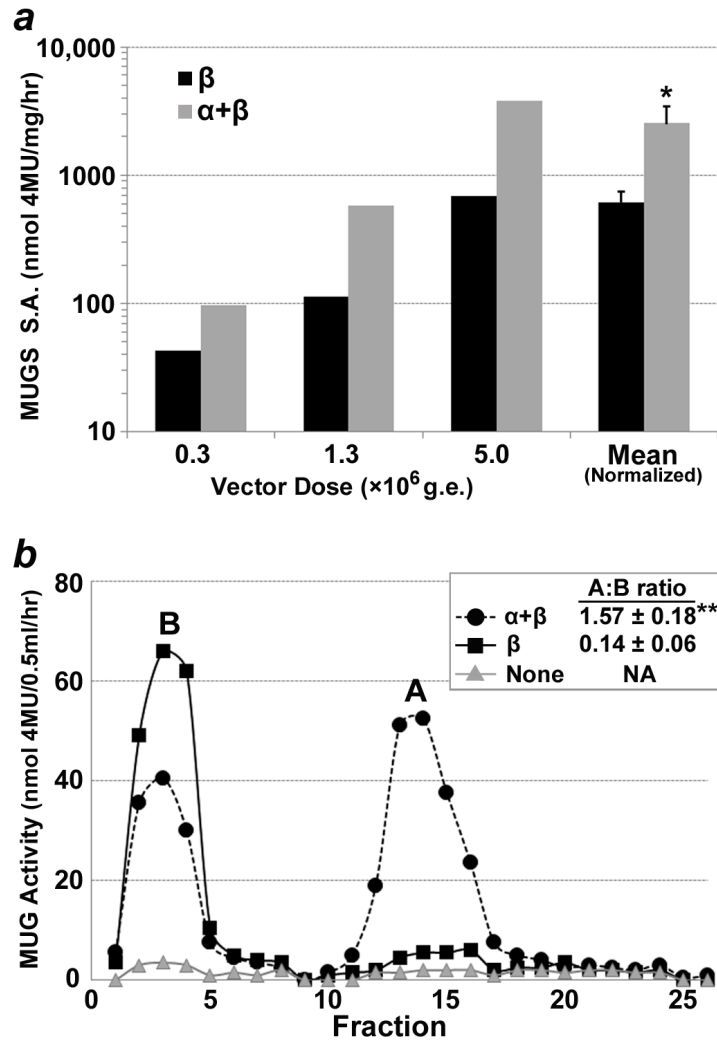 a
MUGS S.A. (nmol 4MU/mg/hr)
10,000
1000
100
10
β
α+β
*
0.3 1.3 5.0 Mean
(Normalized)
Vector Dose (×10⁶ g.e.)
b
MUG Activity (nmol 4MU/0.5ml/hr)
80
60
40
20
0
B
A
A:B ratio
α+β 1.57 ± 0.18**
β 0.14 ± 0.06
None NA
0 5 10 15 20 25
Fraction